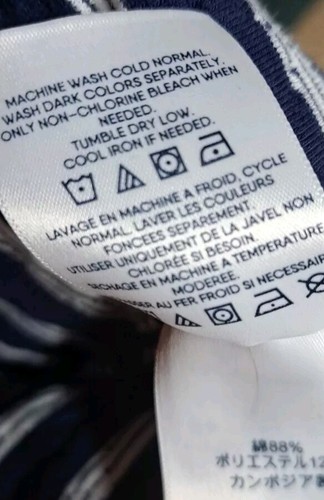 MACHINE WASH COLD NORMAL.
WASH DARK COLORS SEPARATELY.
ONLY NON-CHLORINE BLEACH WHEN
NEEDED.
TUMBLE DRY LOW.
COOL IRON IF NEEDED.
LAVAGE EN MACHINE A FROID, CYCLE
NORMAL. LAVER LES COULEURS
FONCÉES SEPAREMENT.
UTILISER UNIQUEMENT DE LA JAVEL NON
CHLORÉE SI BESOIN.
SECHAGE EN MACHINE A TEMPERATURE
MODEREE.
AU FER FROID SI NECESSAIRE
綿88%
ポリエステル12
カンボジア